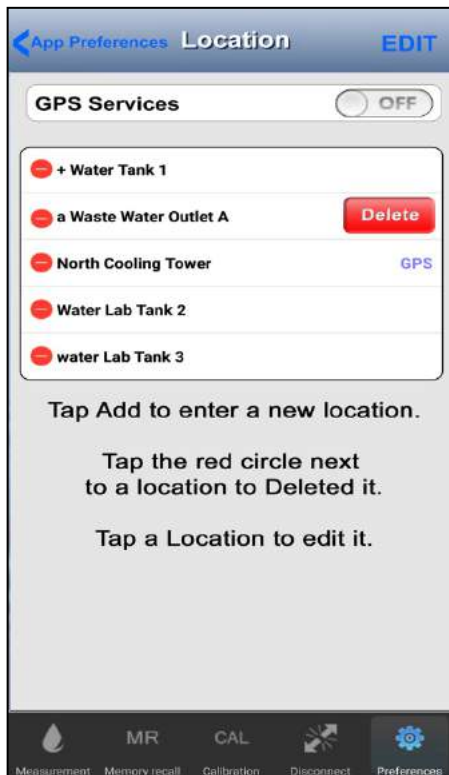 App Preferences Location EDIT
GPS Services OFF
+ Water Tank 1
a Waste Water Outlet A Delete
North Cooling Tower GPS
Water Lab Tank 2
water Lab Tank 3
Tap Add to enter a new location.
Tap the red circle next
to a location to Deleted it.
Tap a Location to edit it.
MR CAL
Measurement Memory recall Calibration Disconnect Preferences